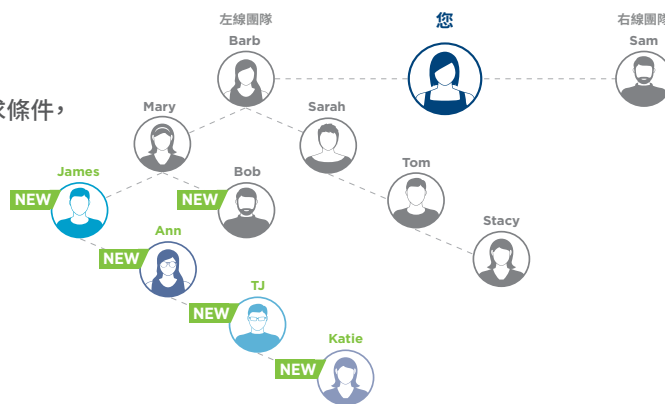 左線團隊
Barb
您
右線團隊
Sam
求條件，
Mary
Sarah
James
NEW
Bob
NEW
Tom
Ann
NEW
Stacy
TJ
NEW
Katie
NEW